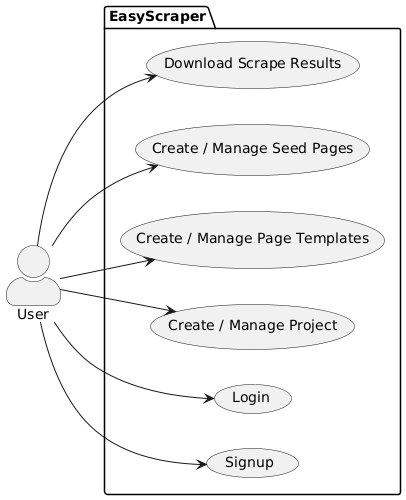 EasyScraper
Download Scrape Results
Create / Manage Seed Pages
Create / Manage Page Templates
User
Create / Manage Project
Login
Signup